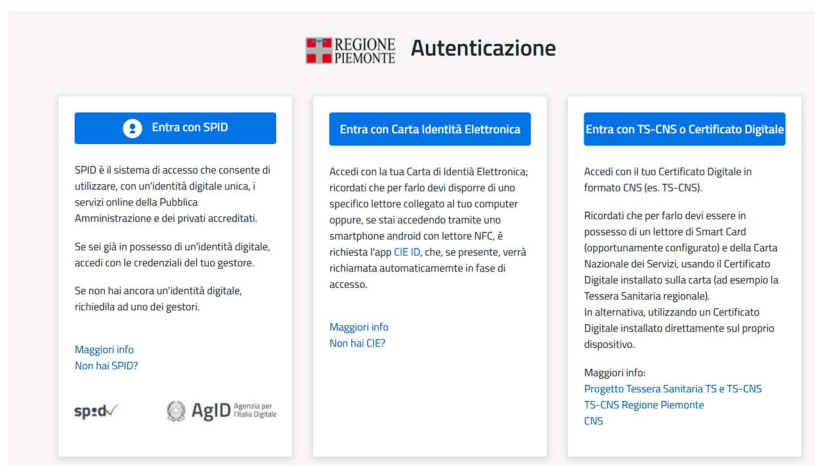 REGIONE
PIEMONTE
Autenticazione
Entra con SPID
SPID è il sistema di accesso che consente di
utilizzare, con un'identità digitale unica, i
servizi online della Pubblica
Amministrazione e dei privati accreditati.
Se sei già in possesso di un'identità digitale,
accedi con le credenziali del tuo gestore.
Se non hai ancora un'identità digitale,
richiedila ad uno dei gestori.
Maggiori info
Non hai SPID?
spid
AgID Agenzia per
l'Italia Digitale
Entra con Carta Identità Elettronica
Accedi con la tua Carta di Identià Elettronica;
ricordati che per farlo devi disporre di uno
specifico lettore collegato al tuo computer
oppure, se stai accedendo tramite uno
smartphone android con lettore NFC, è
richiesta l'app CIE ID, che, se presente, verrà
richiamata automaticamemte in fase di
accesso.
Maggiori info
Non hai CIE?
Entra con TS-CNS o Certificato Digitale
Accedi con il tuo Certificato Digitale in
formato CNS (es. TS-CNS).
Ricordati che per farlo devi essere in
possesso di un lettore di Smart Card
(opportunamente configurato) e della Carta
Nazionale dei Servizi, usando il Certificato
Digitale installato sulla carta (ad esempio la
Tessera Sanitaria regionale).
In alternativa, utilizzando un Certificato
Digitale installato direttamente sul proprio
dispositivo.
Maggiori info:
Progetto Tessera Sanitaria TS e TS-CNS
TS-CNS Regione Piemonte
CNS